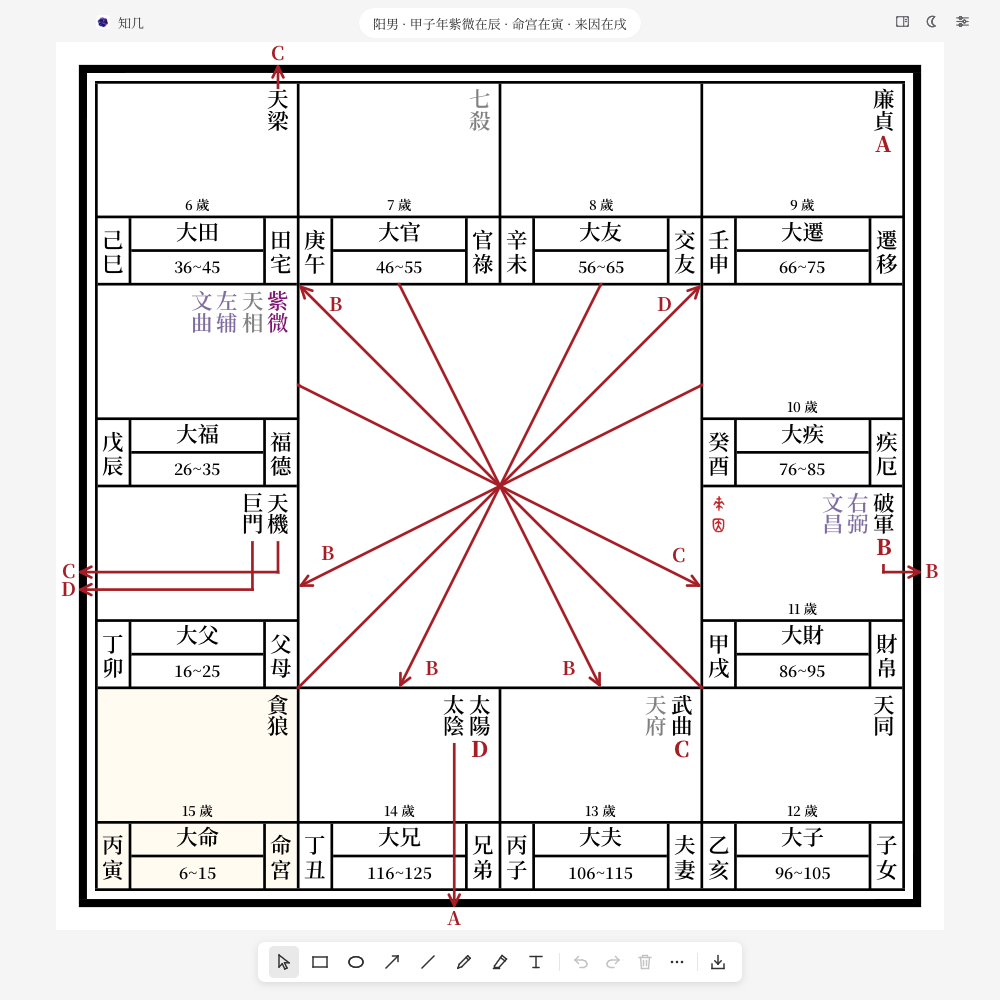 知几
阳男 · 甲子年紫微在辰 · 命宫在寅 · 来因在戌
C
天梁
6 歲
己巳
大田
36~45
田宅
七殺
7 歲
庚午
大官
46~55
官祿
8 歲
辛未
大友
56~65
交友
廉貞
A
9 歲
壬申
大遷
66~75
遷移
紫微
天相
左辅
文曲
戊辰
大福
26~35
福德
B
D
10 歲
癸酉
大疾
76~85
疾厄
天機
巨門
C
D
丁卯
大父
16~25
父母
B
C
B
B
破軍
B
右弼
文昌
B
11 歲
甲戌
大財
86~95
財帛
貪狼
15 歲
丙寅
大命
6~15
命宮
太陽
D
太陰
14 歲
丁丑
大兄
116~125
兄弟
A
武曲
C
天府
13 歲
丙子
大夫
106~115
夫妻
天同
12 歲
乙亥
大子
96~105
子女